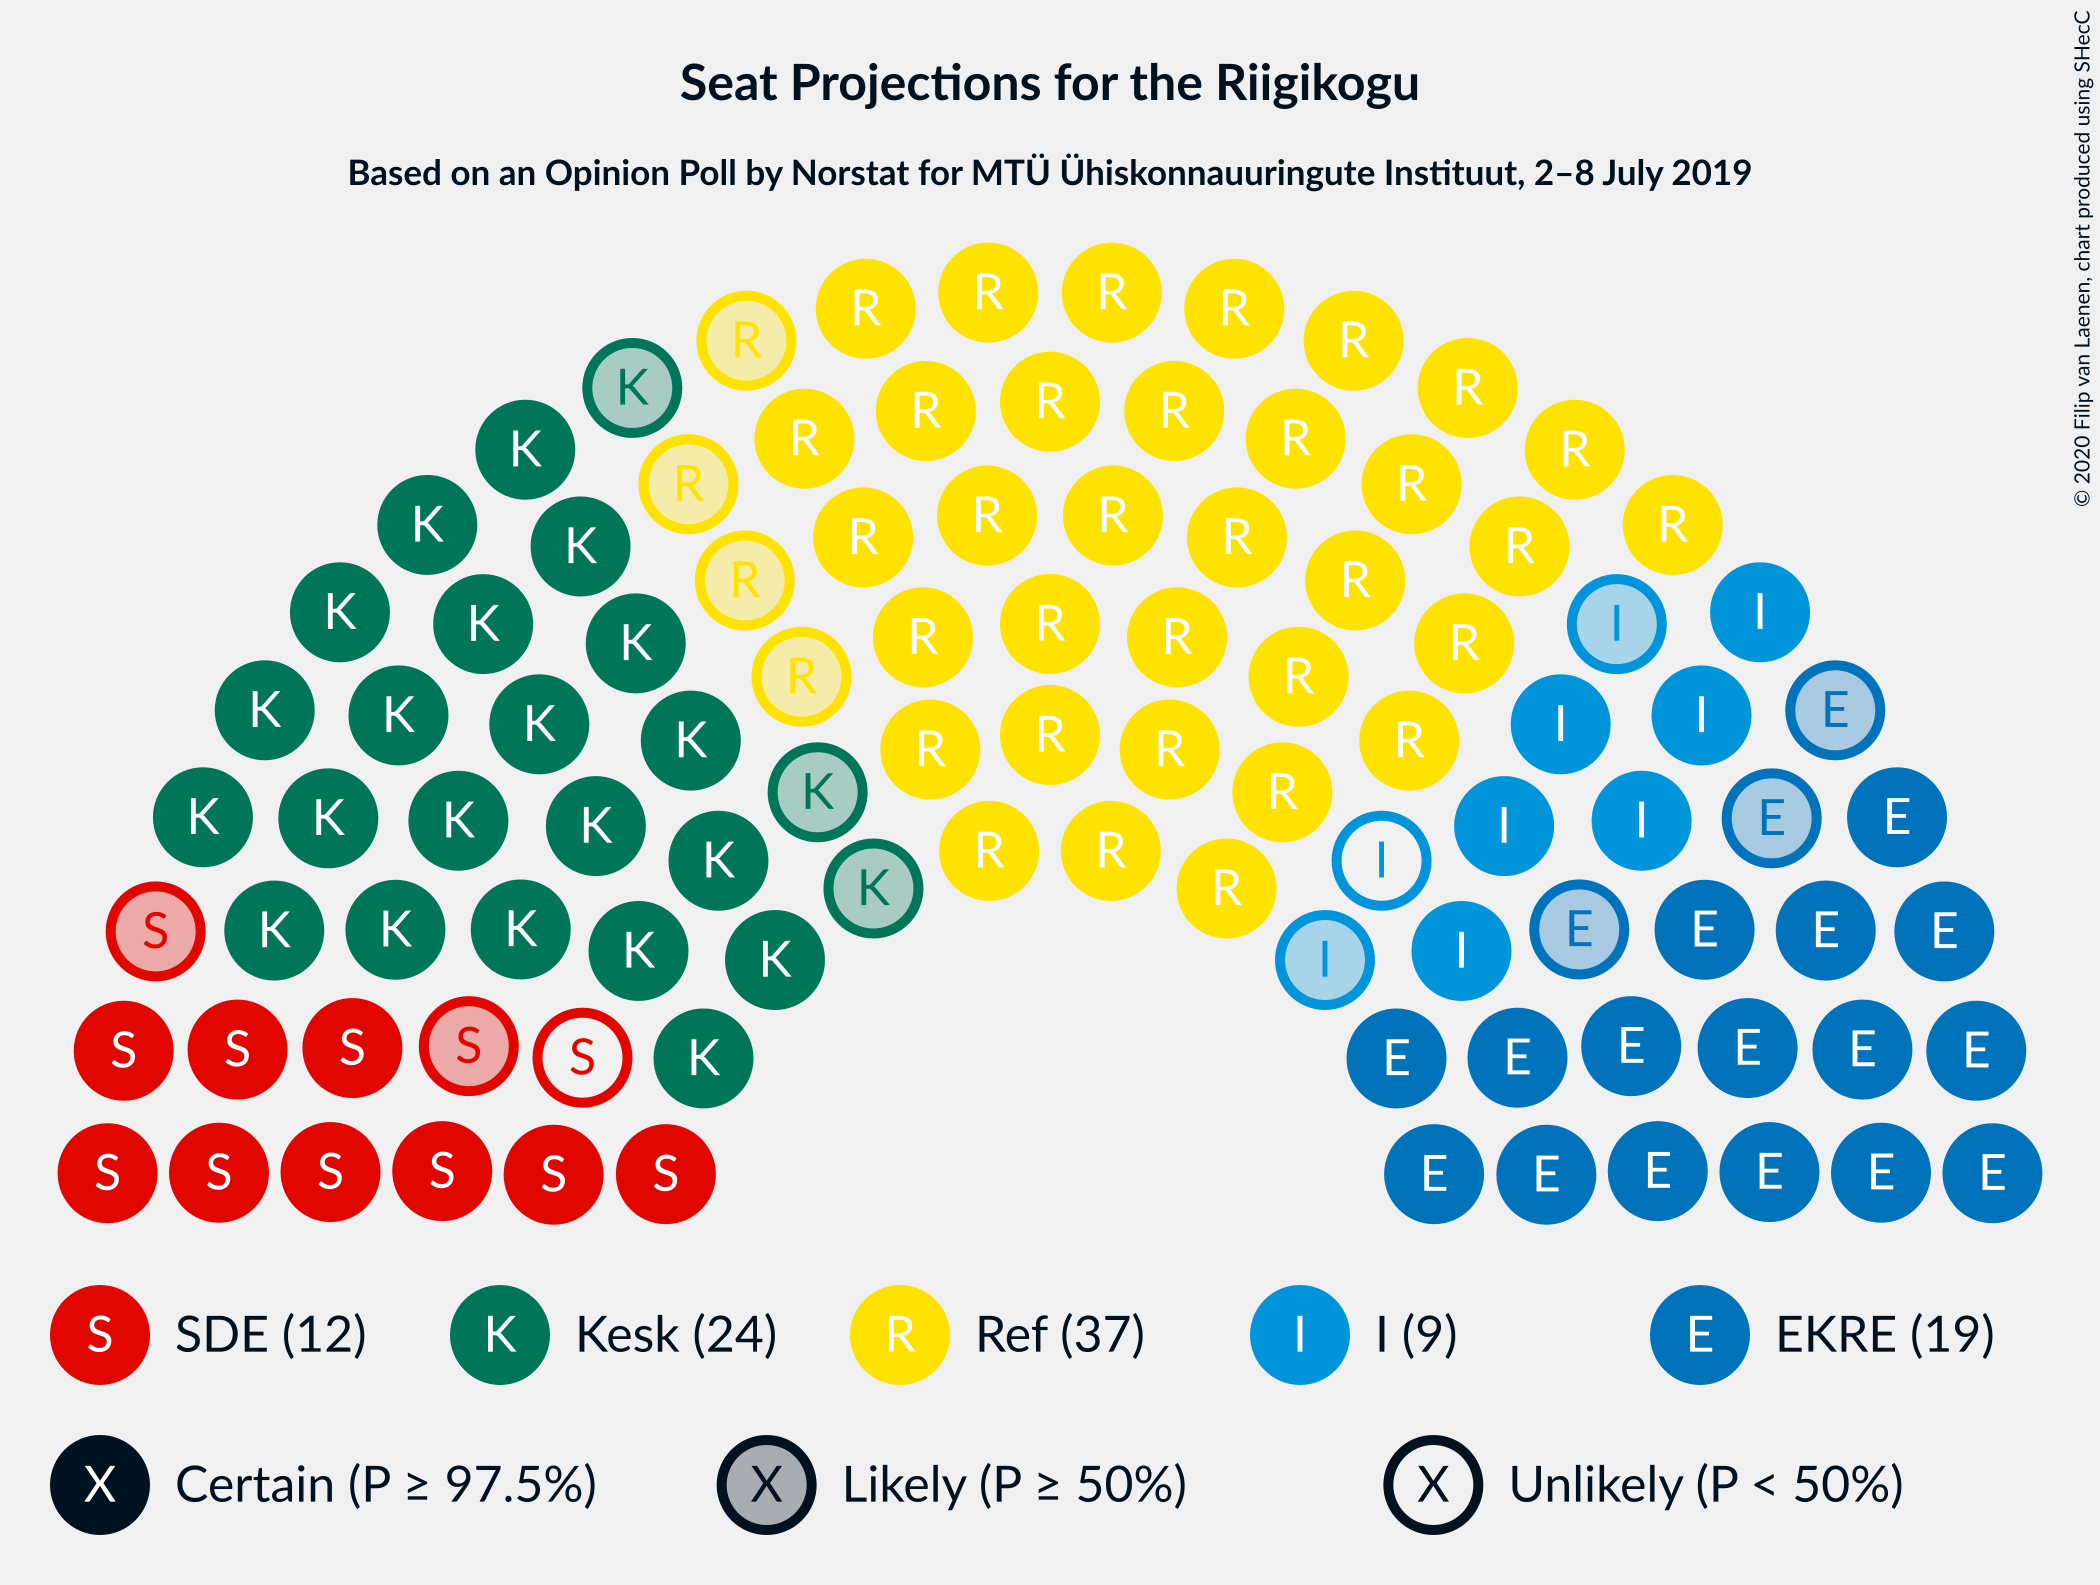 Seat Projections for the Riigikogu
Based on an Opinion Poll by Norstat for MTÜ Ühiskonnauuringute Instituut, 2–8 July 2019
© 2020 Filip van Laenen, chart produced using SHecC
R R R R
R R
K R
R R R
K R R R
R R
K R R R
R R
K R R R
R R
K K I I
K R R
R R R
K R R
E
K K I I
K R R
K I
R R R
K R
K K K I I E E
K R R R
K I
K R
S K K K E E E E
K I
K I
S S S S S K E E E E E E
S S S S S S E E E E E E
S SDE (12) K Kesk (24) R Ref (37) I I (9) E EKRE (19)
X Certain (P ≥ 97.5%) X Likely (P ≥ 50%) X Unlikely (P < 50%)